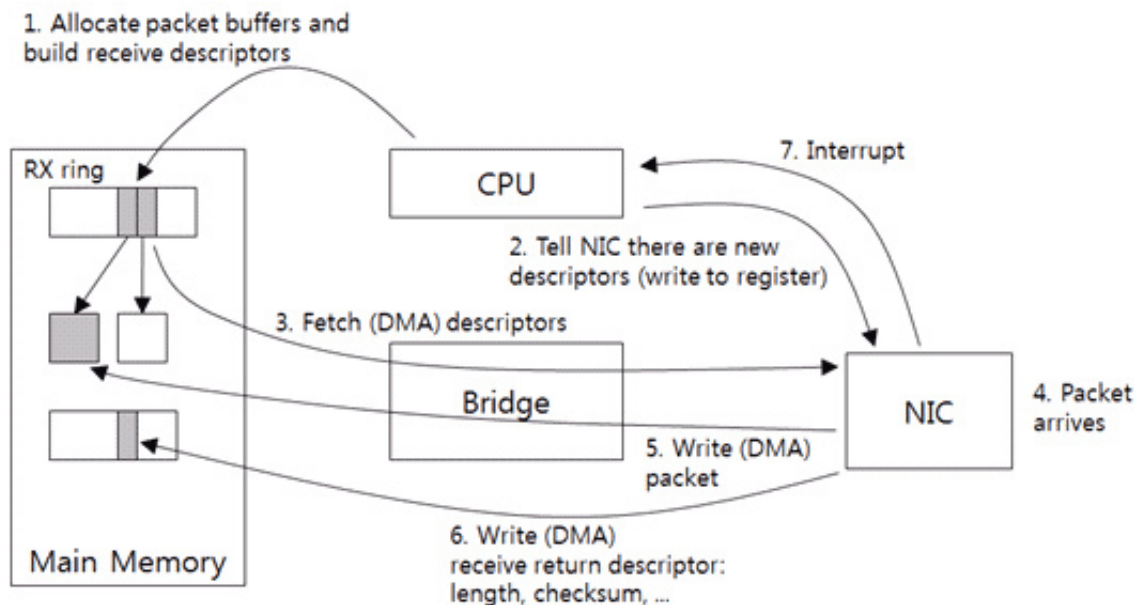 1. Allocate packet buffers and
build receive descriptors
RX ring
CPU
7. Interrupt
2. Tell NIC there are new
descriptors (write to register)
3. Fetch (DMA) descriptors
Bridge
NIC
4. Packet
arrives
5. Write (DMA)
packet
6. Write (DMA)
receive return descriptor:
length, checksum, ...
Main Memory